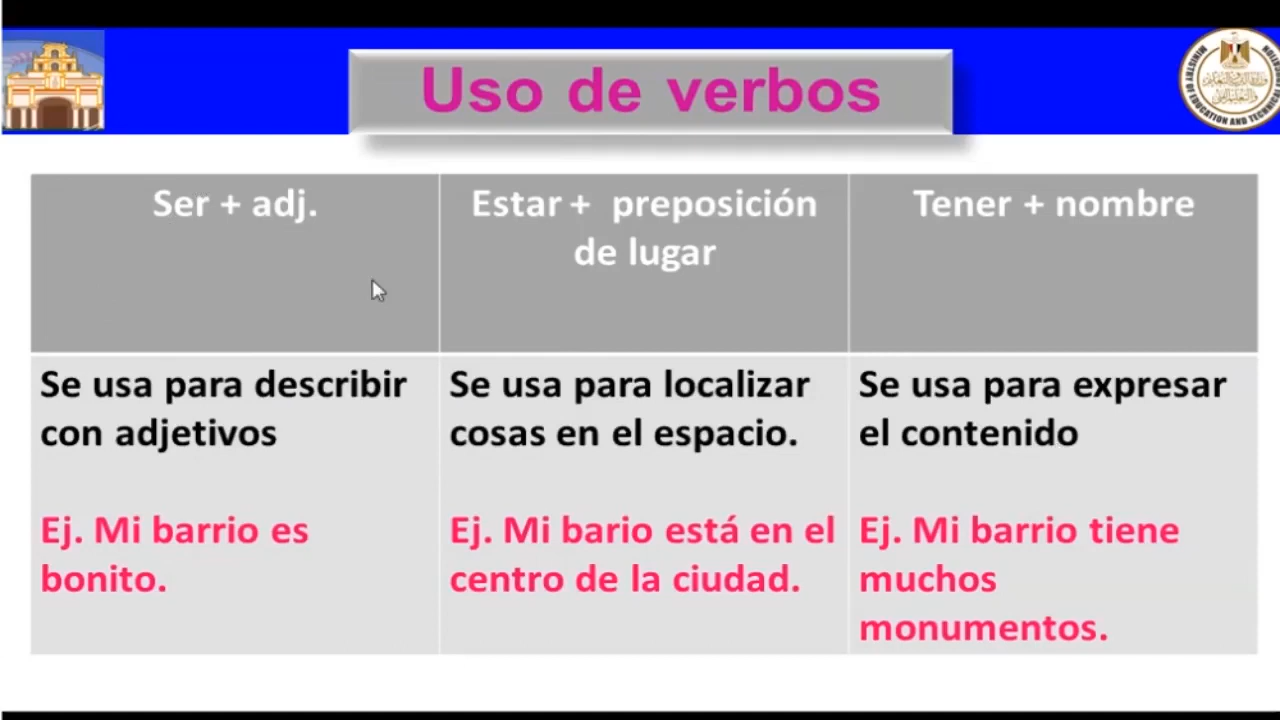 Uso de verbos
Ser + adj.
Estar + preposición
de lugar
Tener + nombre
Se usa para describir
con adjetivos
Ej. Mi barrio es
bonito.
Se usa para localizar
cosas en el espacio.
Ej. Mi bario está en el
centro de la ciudad.
Se usa para expresar
el contenido
Ej. Mi barrio tiene
muchos
monumentos.